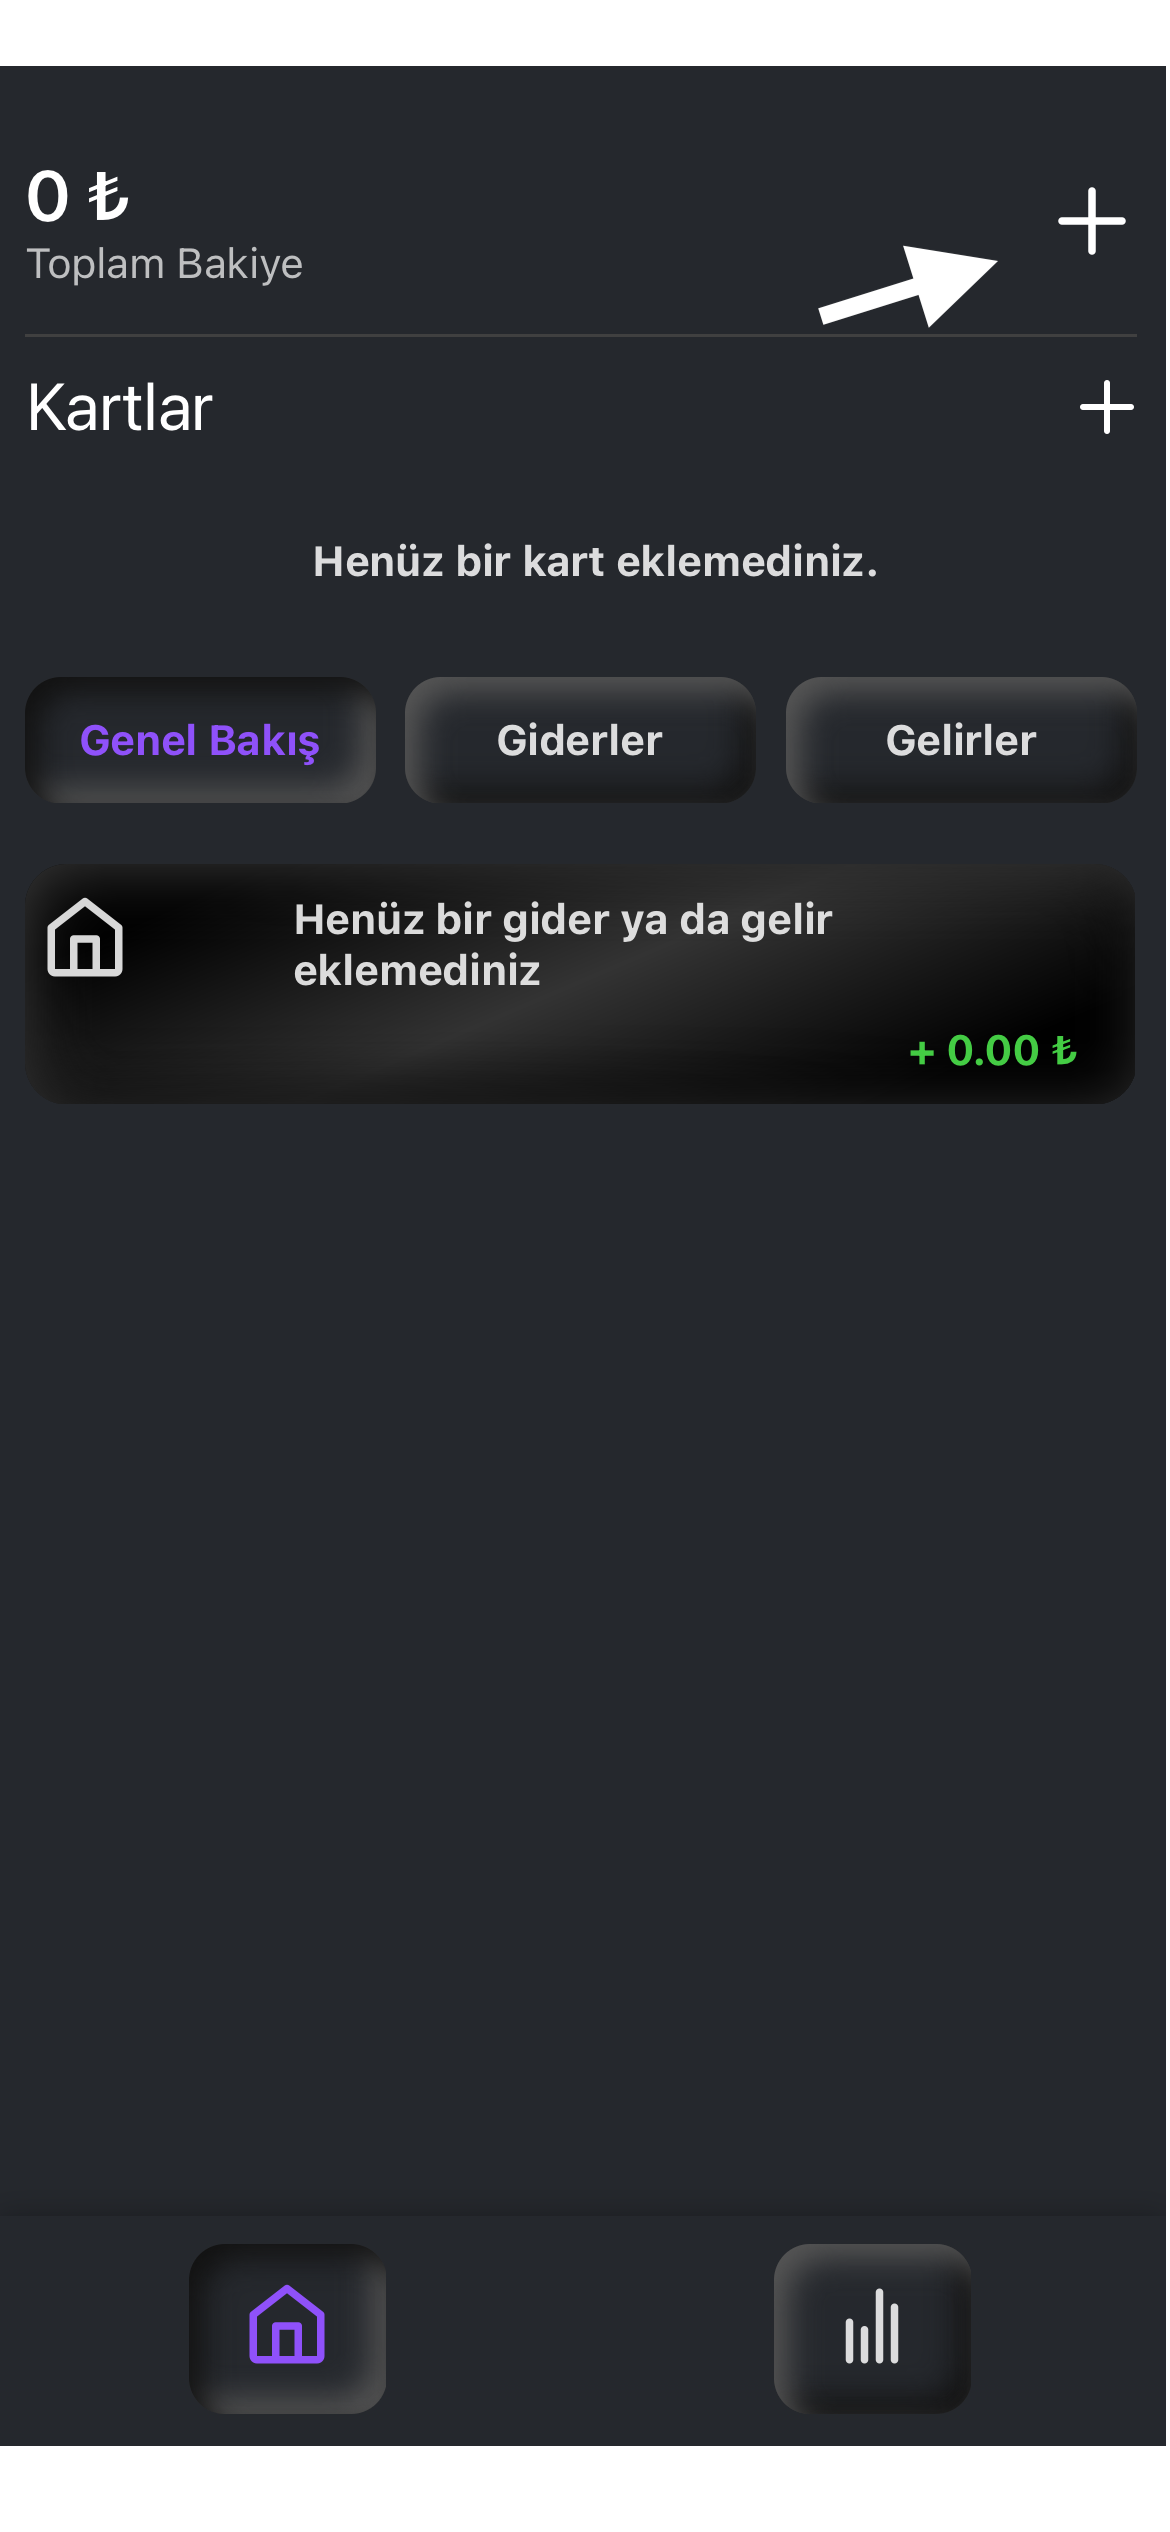 0 ₺
Toplam Bakiye
Kartlar
Henüz bir kart eklemediniz.
Genel Bakış
Giderler
Gelirler
Henüz bir gider ya da gelir
eklemediniz
+ 0.00 ₺